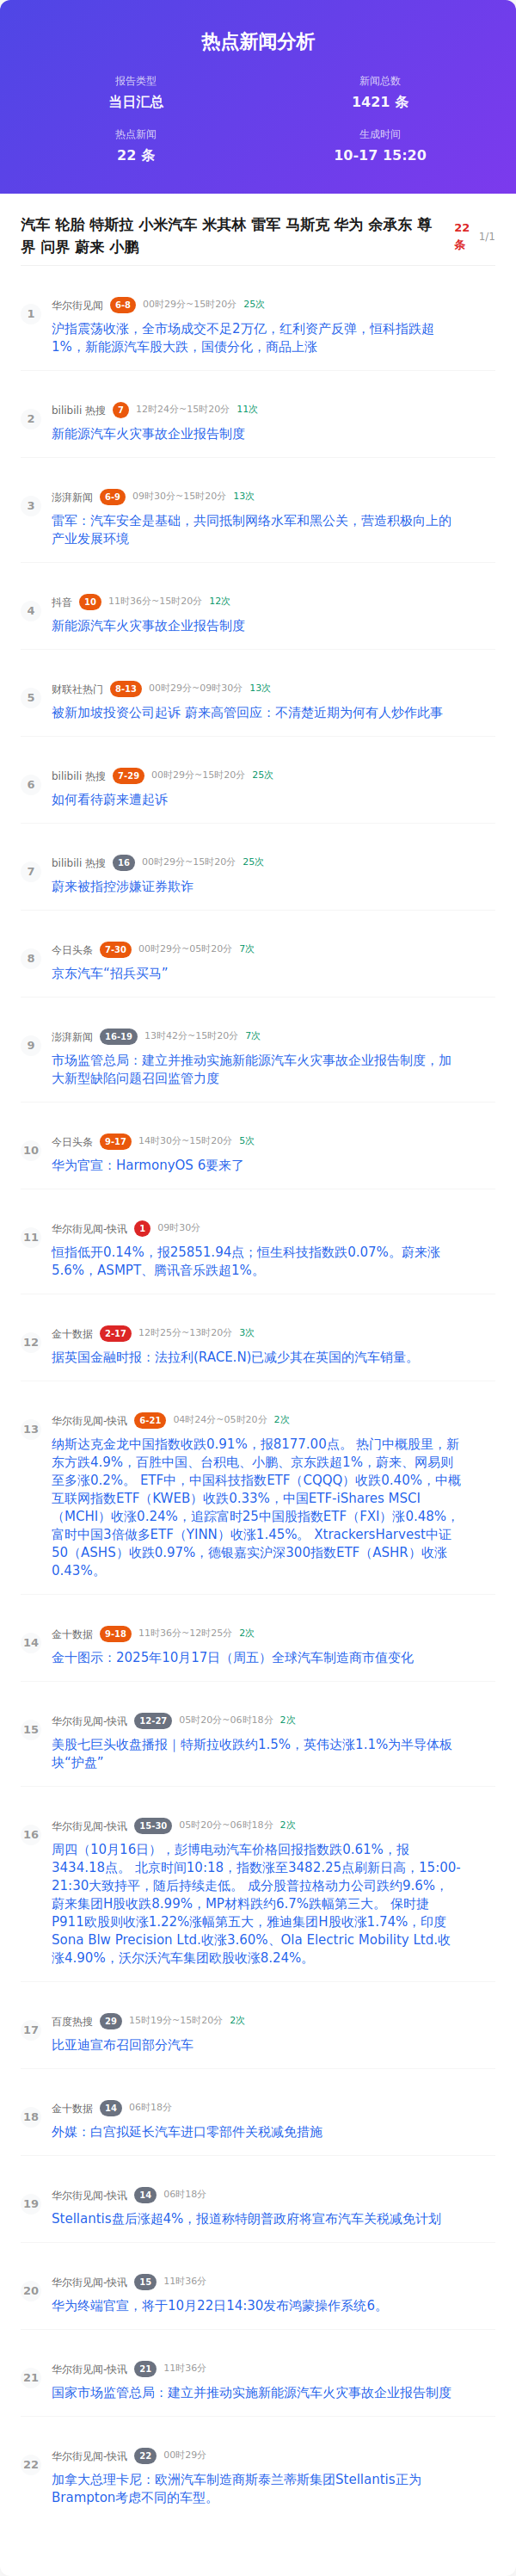 热点新闻分析
报告类型
新闻总数
当日汇总
1421 条
热点新闻
生成时间
22 条
10-17 15:20
汽车 轮胎 特斯拉 小米汽车 米其林 雷军 马斯克 华为 余承东 尊
界 问界 蔚来 小鹏
22
条
1/1
1
华尔街见闻 6-8 00时29分~15时20分 25次
沪指震荡收涨，全市场成交不足2万亿，红利资产反弹，恒科指跌超
1%，新能源汽车股大跌，国债分化，商品上涨
2
bilibili 热搜 7 12时24分~15时20分 11次
新能源汽车火灾事故企业报告制度
3
澎湃新闻 6-9 09时30分~15时20分 13次
雷军：汽车安全是基础，共同抵制网络水军和黑公关，营造积极向上的
产业发展环境
4
抖音 10 11时36分~15时20分 12次
新能源汽车火灾事故企业报告制度
5
财联社热门 8-13 00时29分~09时30分 13次
被新加坡投资公司起诉 蔚来高管回应：不清楚近期为何有人炒作此事
6
bilibili 热搜 7-29 00时29分~15时20分 25次
如何看待蔚来遭起诉
7
bilibili 热搜 16 00时29分~15时20分 25次
蔚来被指控涉嫌证券欺诈
8
今日头条 7-30 00时29分~05时20分 7次
京东汽车“招兵买马”
9
澎湃新闻 16-19 13时42分~15时20分 7次
市场监管总局：建立并推动实施新能源汽车火灾事故企业报告制度，加
大新型缺陷问题召回监管力度
10
今日头条 9-17 14时30分~15时20分 5次
华为官宣：HarmonyOS 6要来了
11
华尔街见闻-快讯 1 09时30分
恒指低开0.14%，报25851.94点；恒生科技指数跌0.07%。蔚来涨
5.6%，ASMPT、腾讯音乐跌超1%。
12
金十数据 2-17 12时25分~13时20分 3次
据英国金融时报：法拉利(RACE.N)已减少其在英国的汽车销量。
13
华尔街见闻-快讯 6-21 04时24分~05时20分 2次
纳斯达克金龙中国指数收跌0.91%，报8177.00点。 热门中概股里，新
东方跌4.9%，百胜中国、台积电、小鹏、京东跌超1%，蔚来、网易则
至多涨0.2%。 ETF中，中国科技指数ETF（CQQQ）收跌0.40%，中概
互联网指数ETF（KWEB）收跌0.33%，中国ETF-iShares MSCI
（MCHI）收涨0.24%，追踪富时25中国股指数ETF（FXI）涨0.48%，
富时中国3倍做多ETF（YINN）收涨1.45%。 XtrackersHarvest中证
50（ASHS）收跌0.97%，德银嘉实沪深300指数ETF（ASHR）收涨
0.43%。
14
金十数据 9-18 11时36分~12时25分 2次
金十图示：2025年10月17日（周五）全球汽车制造商市值变化
15
华尔街见闻-快讯 12-27 05时20分~06时18分 2次
美股七巨头收盘播报｜特斯拉收跌约1.5%，英伟达涨1.1%为半导体板
块“护盘”
16
华尔街见闻-快讯 15-30 05时20分~06时18分 2次
周四（10月16日），彭博电动汽车价格回报指数跌0.61%，报
3434.18点。 北京时间10:18，指数涨至3482.25点刷新日高，15:00-
21:30大致持平，随后持续走低。 成分股普拉格动力公司跌约9.6%，
蔚来集团H股收跌8.99%，MP材料跌约6.7%跌幅第三大。 保时捷
P911欧股则收涨1.22%涨幅第五大，雅迪集团H股收涨1.74%，印度
Sona Blw Precision Ltd.收涨3.60%、Ola Electric Mobility Ltd.收
涨4.90%，沃尔沃汽车集团欧股收涨8.24%。
17
百度热搜 29 15时19分~15时20分 2次
比亚迪宣布召回部分汽车
18
金十数据 14 06时18分
外媒：白宫拟延长汽车进口零部件关税减免措施
19
华尔街见闻-快讯 14 06时18分
Stellantis盘后涨超4%，报道称特朗普政府将宣布汽车关税减免计划
20
华尔街见闻-快讯 15 11时36分
华为终端官宣，将于10月22日14:30发布鸿蒙操作系统6。
21
华尔街见闻-快讯 21 11时36分
国家市场监管总局：建立并推动实施新能源汽车火灾事故企业报告制度
22
华尔街见闻-快讯 22 00时29分
加拿大总理卡尼：欧洲汽车制造商斯泰兰蒂斯集团Stellantis正为
Brampton考虑不同的车型。